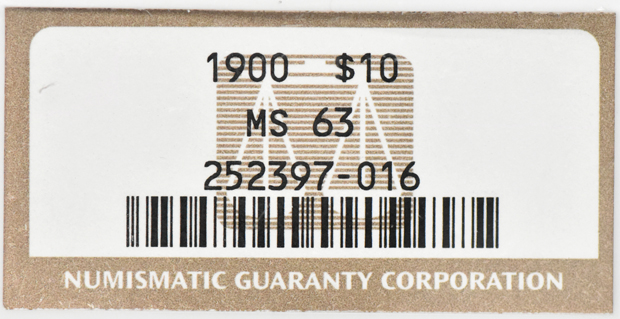 1900 $10
MS 63
252397-016
NUMISMATIC GUARANTY CORPORATION